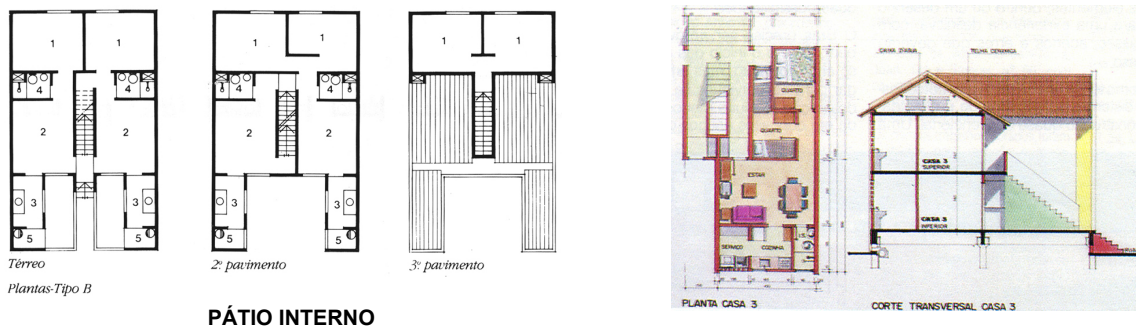 1 1
4 4
2 2
3 3
5 5
Térreo
Plantas-Tipo B
1 1
4 4
2 2
3 3
5 5
2º pavimento
1 1
3º pavimento
PÁTIO INTERNO
3
QUARTO
QUARTO
ESTAR
SERVIÇO COZINHA
PLANTA CASA 3
CAIXA D'ÁGUA TELHA CERÂMICA
CASA 3
SUPERIOR
CASA 3
INFERIOR
CORTE TRANSVERSAL CASA 3